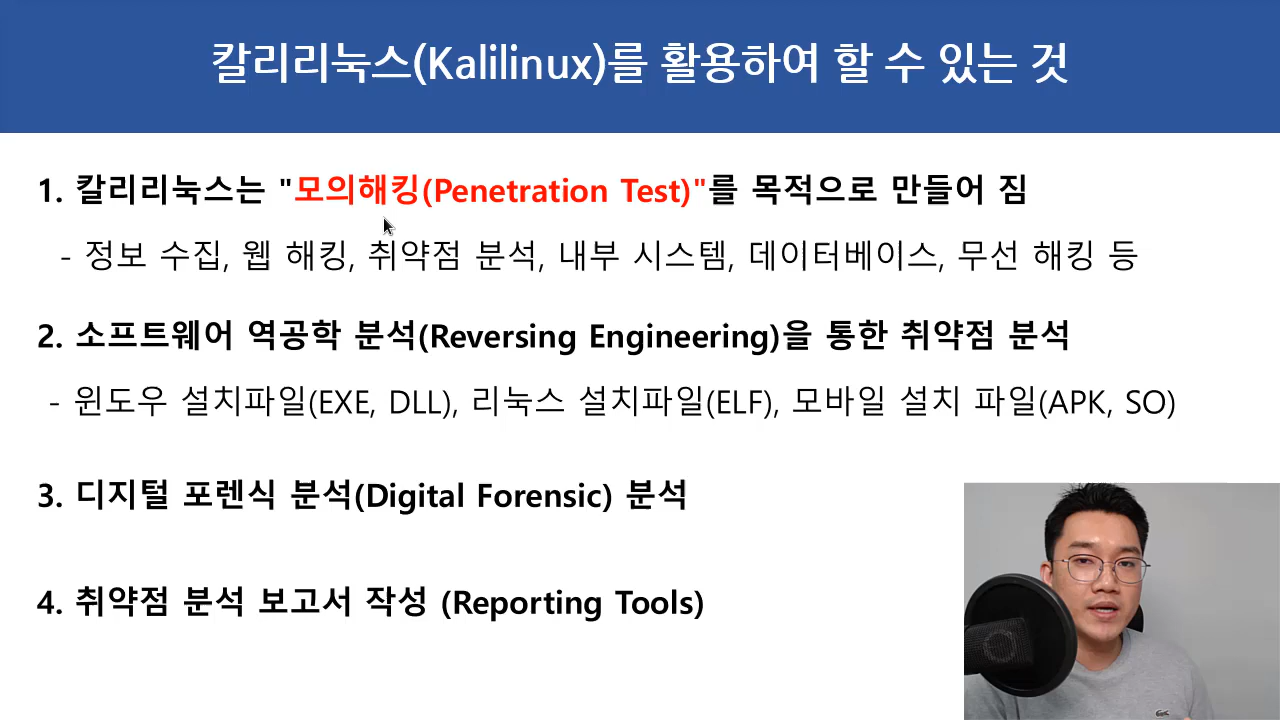 칼리리눅스(Kalilinux)를 활용하여 할 수 있는 것
1. 칼리리눅스는 "모의해킹(Penetration Test)"를 목적으로 만들어 짐
- 정보 수집, 웹 해킹, 취약점 분석, 내부 시스템, 데이터베이스, 무선 해킹 등
2. 소프트웨어 역공학 분석(Reversing Engineering)을 통한 취약점 분석
- 윈도우 설치파일(EXE, DLL), 리눅스 설치파일(ELF), 모바일 설치 파일(APK, SO)
3. 디지털 포렌식 분석(Digital Forensic) 분석
4. 취약점 분석 보고서 작성 (Reporting Tools)